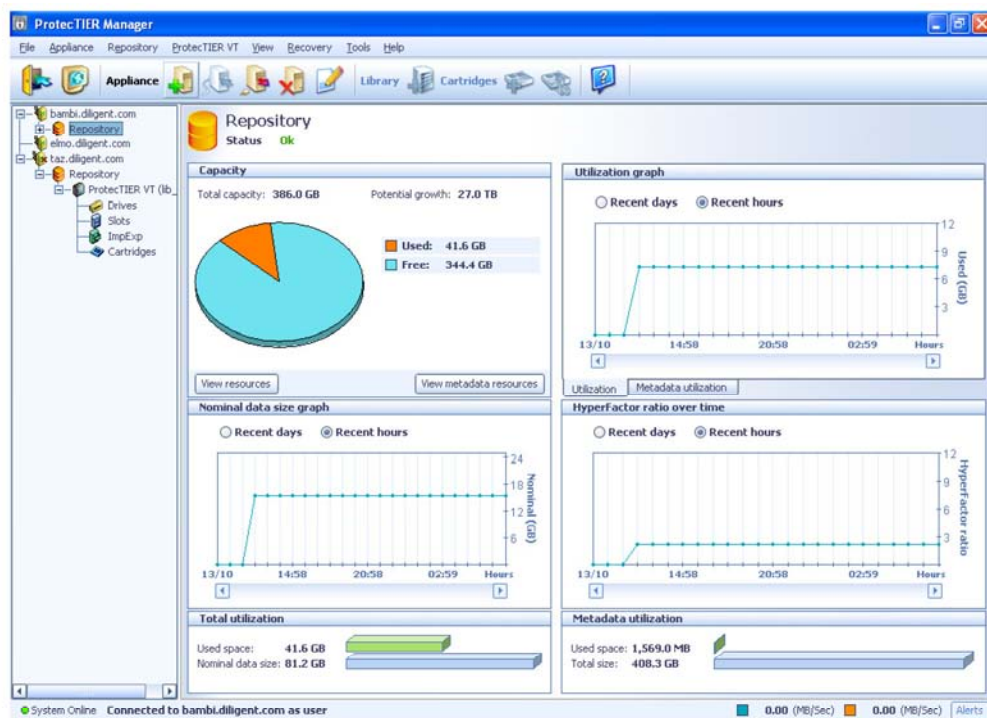 ProtecTIER Manager
File Appliance Repository ProtecTIER VT View Recovery Tools Help
Appliance Library Cartridges
bambi.diligent.com
Repository
elmo.diligent.com
taz.diligent.com
Repository
ProtecTIER VT (lib_
Drives
Slots
ImpExp
Cartridges
Repository
Status Ok
Capacity
Total capacity: 386.0 GB Potential growth: 27.0 TB
Used: 41.6 GB
Free: 344.4 GB
View resources View metadata resources
Utilization graph
Recent days Recent hours
12
9
6
3
Used (GB)
13/10 14:58 20:58 02:59 Hours
Utilization Metadata utilization
Nominal data size graph
Recent days Recent hours
24
18
12
6
Nominal (GB)
13/10 14:58 20:58 02:59 Hours
HyperFactor ratio over time
Recent days Recent hours
12
9
6
3
HyperFactor ratio
13/10 14:58 20:58 02:59 Hours
Total utilization
Used space: 41.6 GB
Nominal data size: 81.2 GB
Metadata utilization
Used space: 1,569.0 MB
Total size: 408.3 GB
System Online Connected to bambi.diligent.com as user 0.00 (MB/Sec) 0.00 (MB/Sec) Alerts